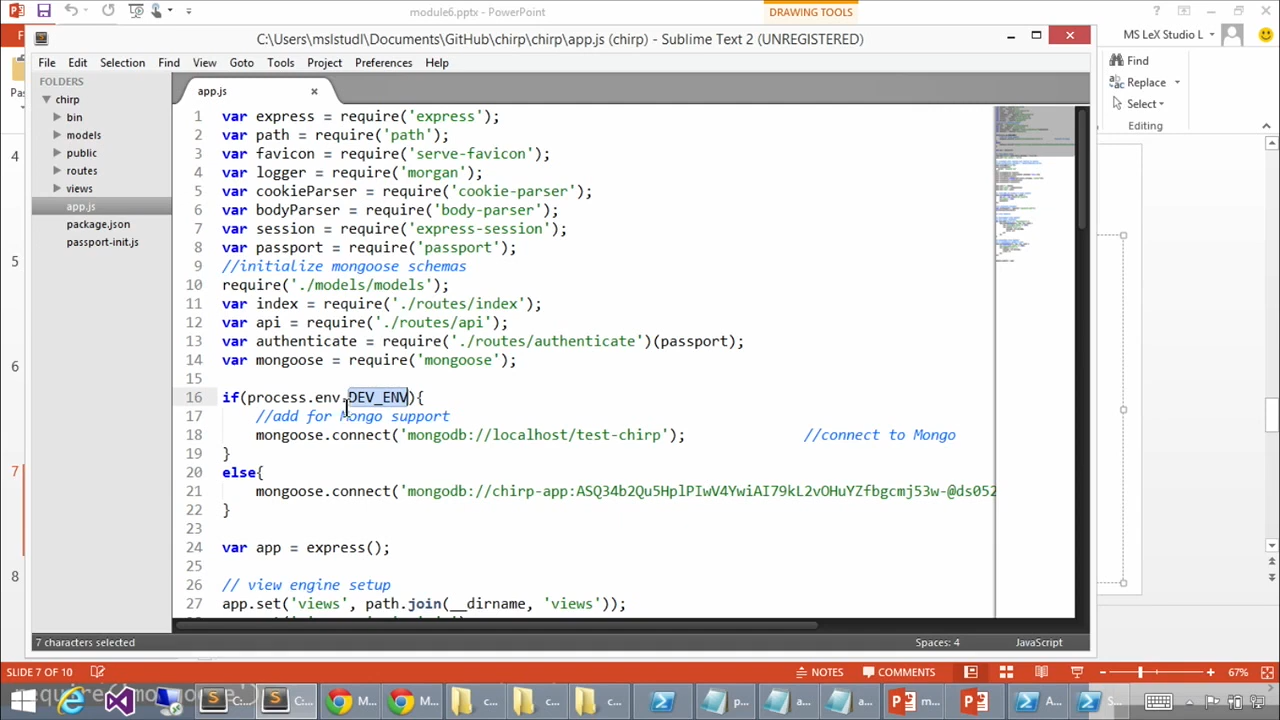 module6.pptx - PowerPoint
DRAWING TOOLS
C:\Users\mslstull\Documents\GitHub\chirp\chirp\app.js (chirp) - Sublime Text 2 (UNREGISTERED)
MS LeX Studio L
File Edit Selection Find View Goto Tools Project Preferences Help
Find
Replace
Select
Editing
FOLDERS
chirp
bin
models
public
routes
views
app.js
package.json
passport-init.js
app.js
1 var express = require('express');
2 var path = require('path');
3 var favicon = require('serve-favicon');
4 var logger = require('morgan');
5 var cookieParser = require('cookie-parser');
6 var bodyParser = require('body-parser');
7 var session = require('express-session');
8 var passport = require('passport');
9 //initialize mongoose schemas
10 require('./models/models');
11 var index = require('./routes/index');
12 var api = require('./routes/api');
13 var authenticate = require('./routes/authenticate')(passport);
14 var mongoose = require('mongoose');
15
16 if(process.env.DEV_ENV){
17 //add for Mongo support
18 mongoose.connect('mongodb://localhost/test-chirp'); //connect to Mongo
19 }
20 else{
21 mongoose.connect('mongodb://chirp-app:ASQ34b2Qu5HplPIwV4YwiAI79kL2vOHuYZfbgcmj53w-@ds052
22 }
23
24 var app = express();
25
26 // view engine setup
27 app.set('views', path.join(__dirname, 'views'));
4
5
6
7
8
7 characters selected
Spaces: 4
JavaScript
SLIDE 7 OF 10
NOTES
COMMENTS
67%